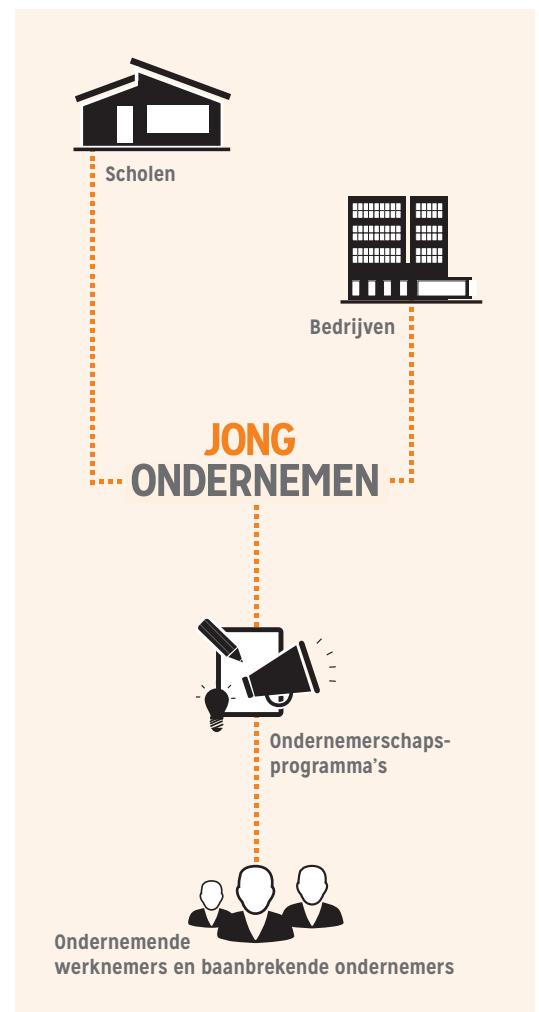 Scholen
Bedrijven
JONG
ONDERNEMEN
Ondernemerschaps-
programma's
Ondernemende
werknemers en baanbrekende ondernemers